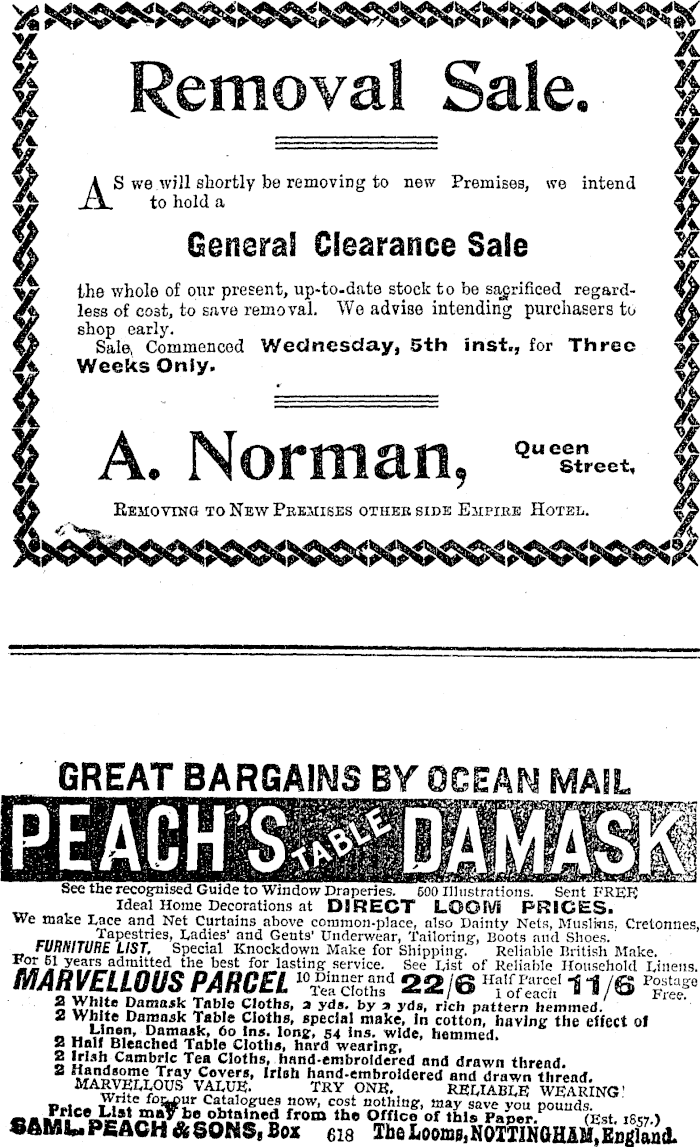 Removal Sale.
AS we will shortly be removing to new Premises, we intend
to hold a
General Clearance Sale
the whole of our present, up-to-date stock to be sacrificed regard-
less of cost, to save removal. We advise intending purchasers to
shop early.
Sale, Commenced Wednesday, 5th inst., for Three
Weeks Only.
A. Norman, Queen
Street,
REMOVING TO NEW PREMISES OTHER SIDE EMPIRE HOTEL.
GREAT BARGAINS BY OCEAN MAIL
PEACH'S TABLE DAMASK
See the recognised Guide to Window Draperies. 500 Illustrations. Sent FREE
Ideal Home Decorations at DIRECT LOOM PRICES.
We make Lace and Net Curtains above common-place, also Dainty Nets, Muslins, Cretonnes,
Tapestries, Ladies' and Gents' Underwear, Tailoring, Boots and Shoes.
FURNITURE LIST, Special Knockdown Make for Shipping. Reliable British Make.
For 51 years admitted the best for lasting service. See List of Reliable Household Linens.
MARVELLOUS PARCEL 10 Dinner and Tea Cloths 22/6 Half Parcel 1 of each 11/6 Postage Free.
2 White Damask Table Cloths, 2 yds. by 2 yds, rich pattern hemmed.
2 White Damask Table Cloths, special make, in cotton, having the effect of
Linen, Damask, 60 ins. long, 54 ins. wide, hemmed.
2 Half Bleached Table Cloths, hard wearing,
2 Irish Cambric Tea Cloths, hand-embroidered and drawn thread.
2 Handsome Tray Covers, Irish hand-embroidered and drawn thread.
MARVELLOUS VALUE. TRY ONE. RELIABLE WEARING!
Write for our Catalogues now, cost nothing, may save you pounds.
Price List may be obtained from the Office of this Paper. (Est. 1857.)
SAML. PEACH & SONS, Box 618 The Looms, NOTTINGHAM, England.